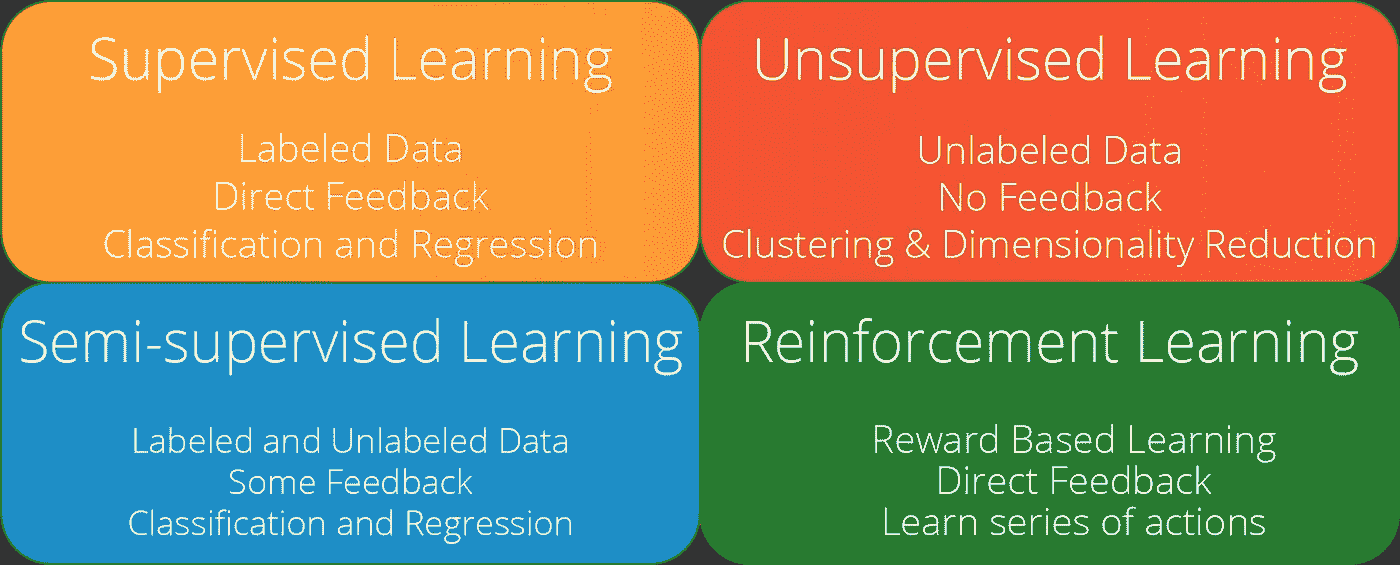 Supervised Learning
Labeled Data
Direct Feedback
Classification and Regression
Unsupervised Learning
Unlabeled Data
No Feedback
Clustering & Dimensionality Reduction
Semi-supervised Learning
Labeled and Unlabeled Data
Some Feedback
Classification and Regression
Reinforcement Learning
Reward Based Learning
Direct Feedback
Learn series of actions